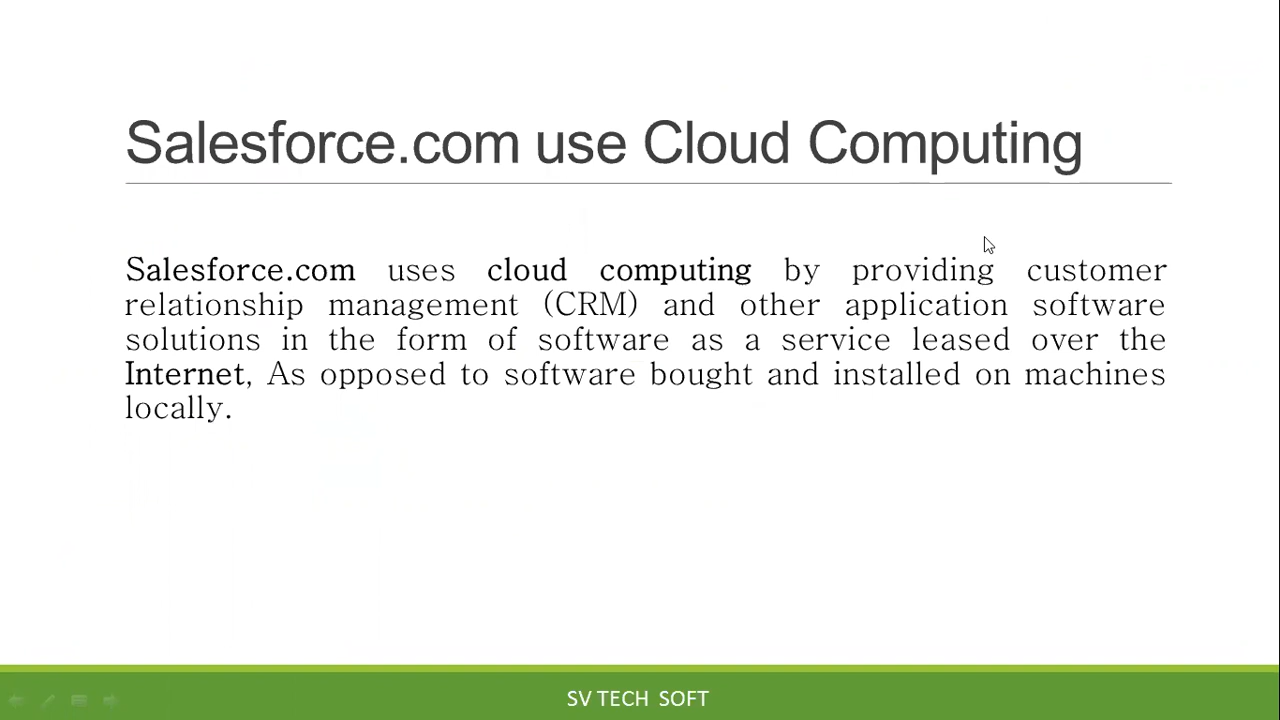 Salesforce.com use Cloud Computing
Salesforce.com uses cloud computing by providing customer
relationship management (CRM) and other application software
solutions in the form of software as a service leased over the
Internet, As opposed to software bought and installed on machines
locally.
SV TECH SOFT